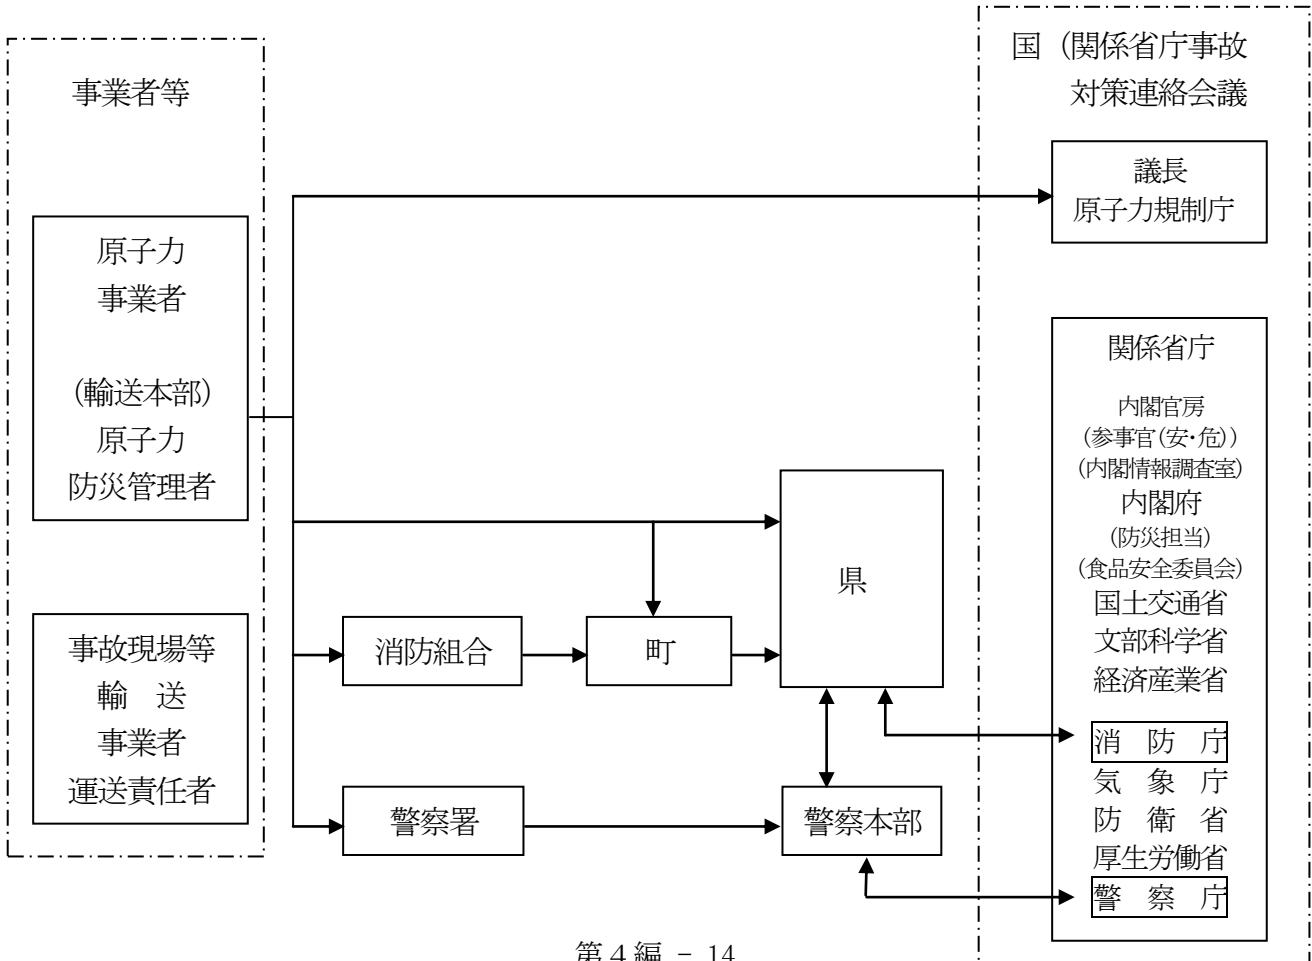 事業者等
原子力
事業者
(輸送本部)
原子力
防災管理者
事故現場等
輸　送
事業者
運送責任者
消防組合
町
県
警察署
警察本部
国（関係省庁事故
対策連絡会議
議長
原子力規制庁
関係省庁
内閣官房
(参事官(安・危))
(内閣情報調査室)
内閣府
(防災担当)
(食品安全委員会)
国土交通省
文部科学省
経済産業省
消　防　庁
気　象　庁
防　衛　省
厚生労働省
警　察　庁
第４編 － 14